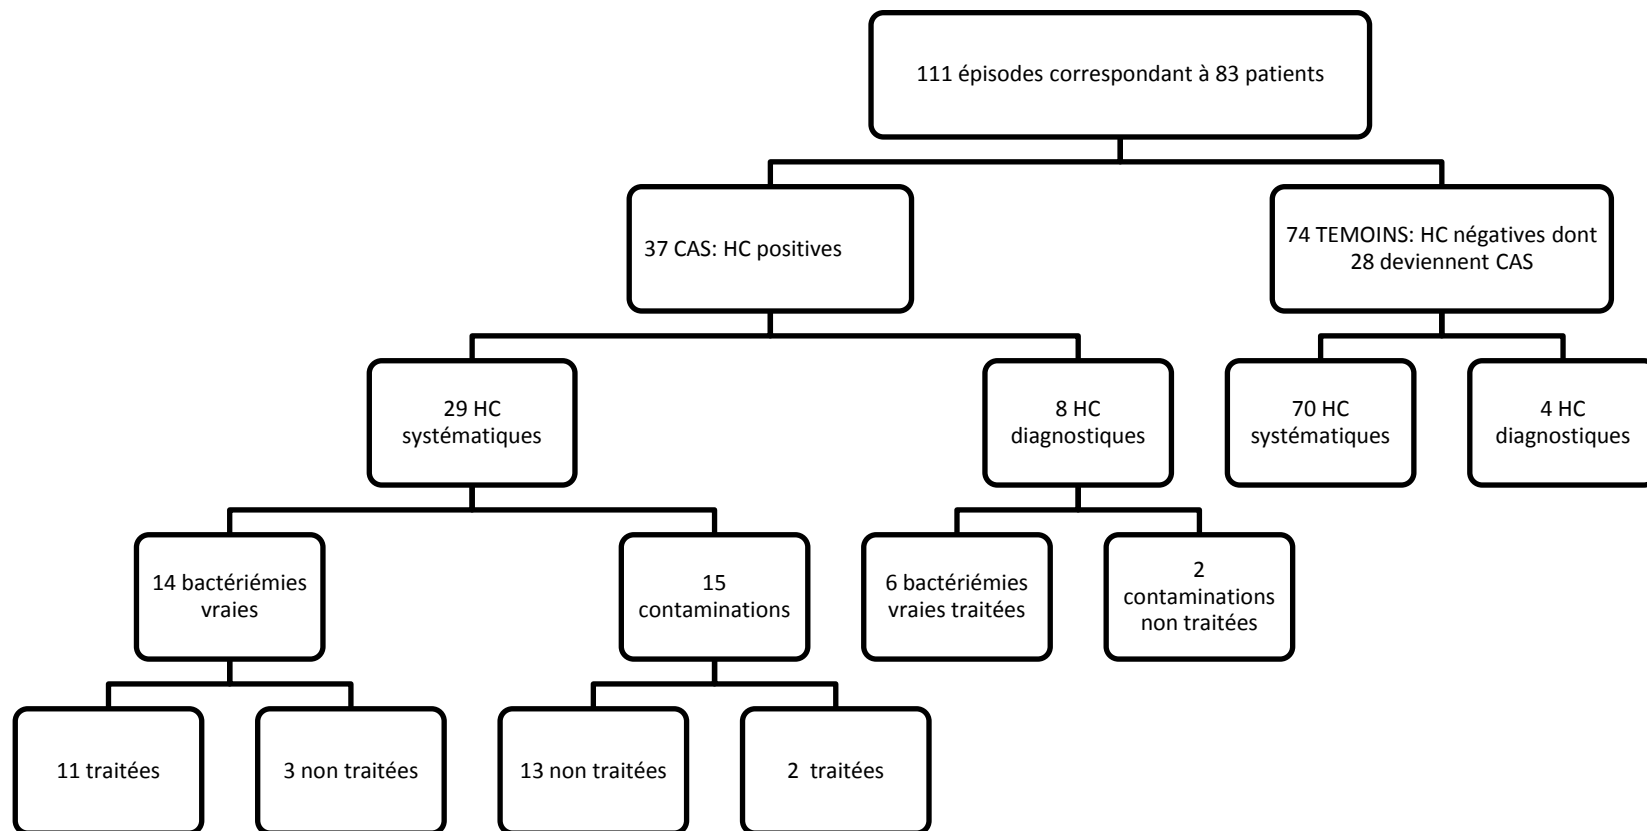 111 épisodes correspondant à 83 patients
37 CAS: HC positives
74 TEMOINS: HC négatives dont
28 deviennent CAS
29 HC
systématiques
8 HC
diagnostiques
70 HC
systématiques
4 HC
diagnostiques
14 bactériémies
vraies
15
contaminations
6 bactériémies
vraies traitées
2
contaminations
non traitées
11 traitées
3 non traitées
13 non traitées
2 traitées